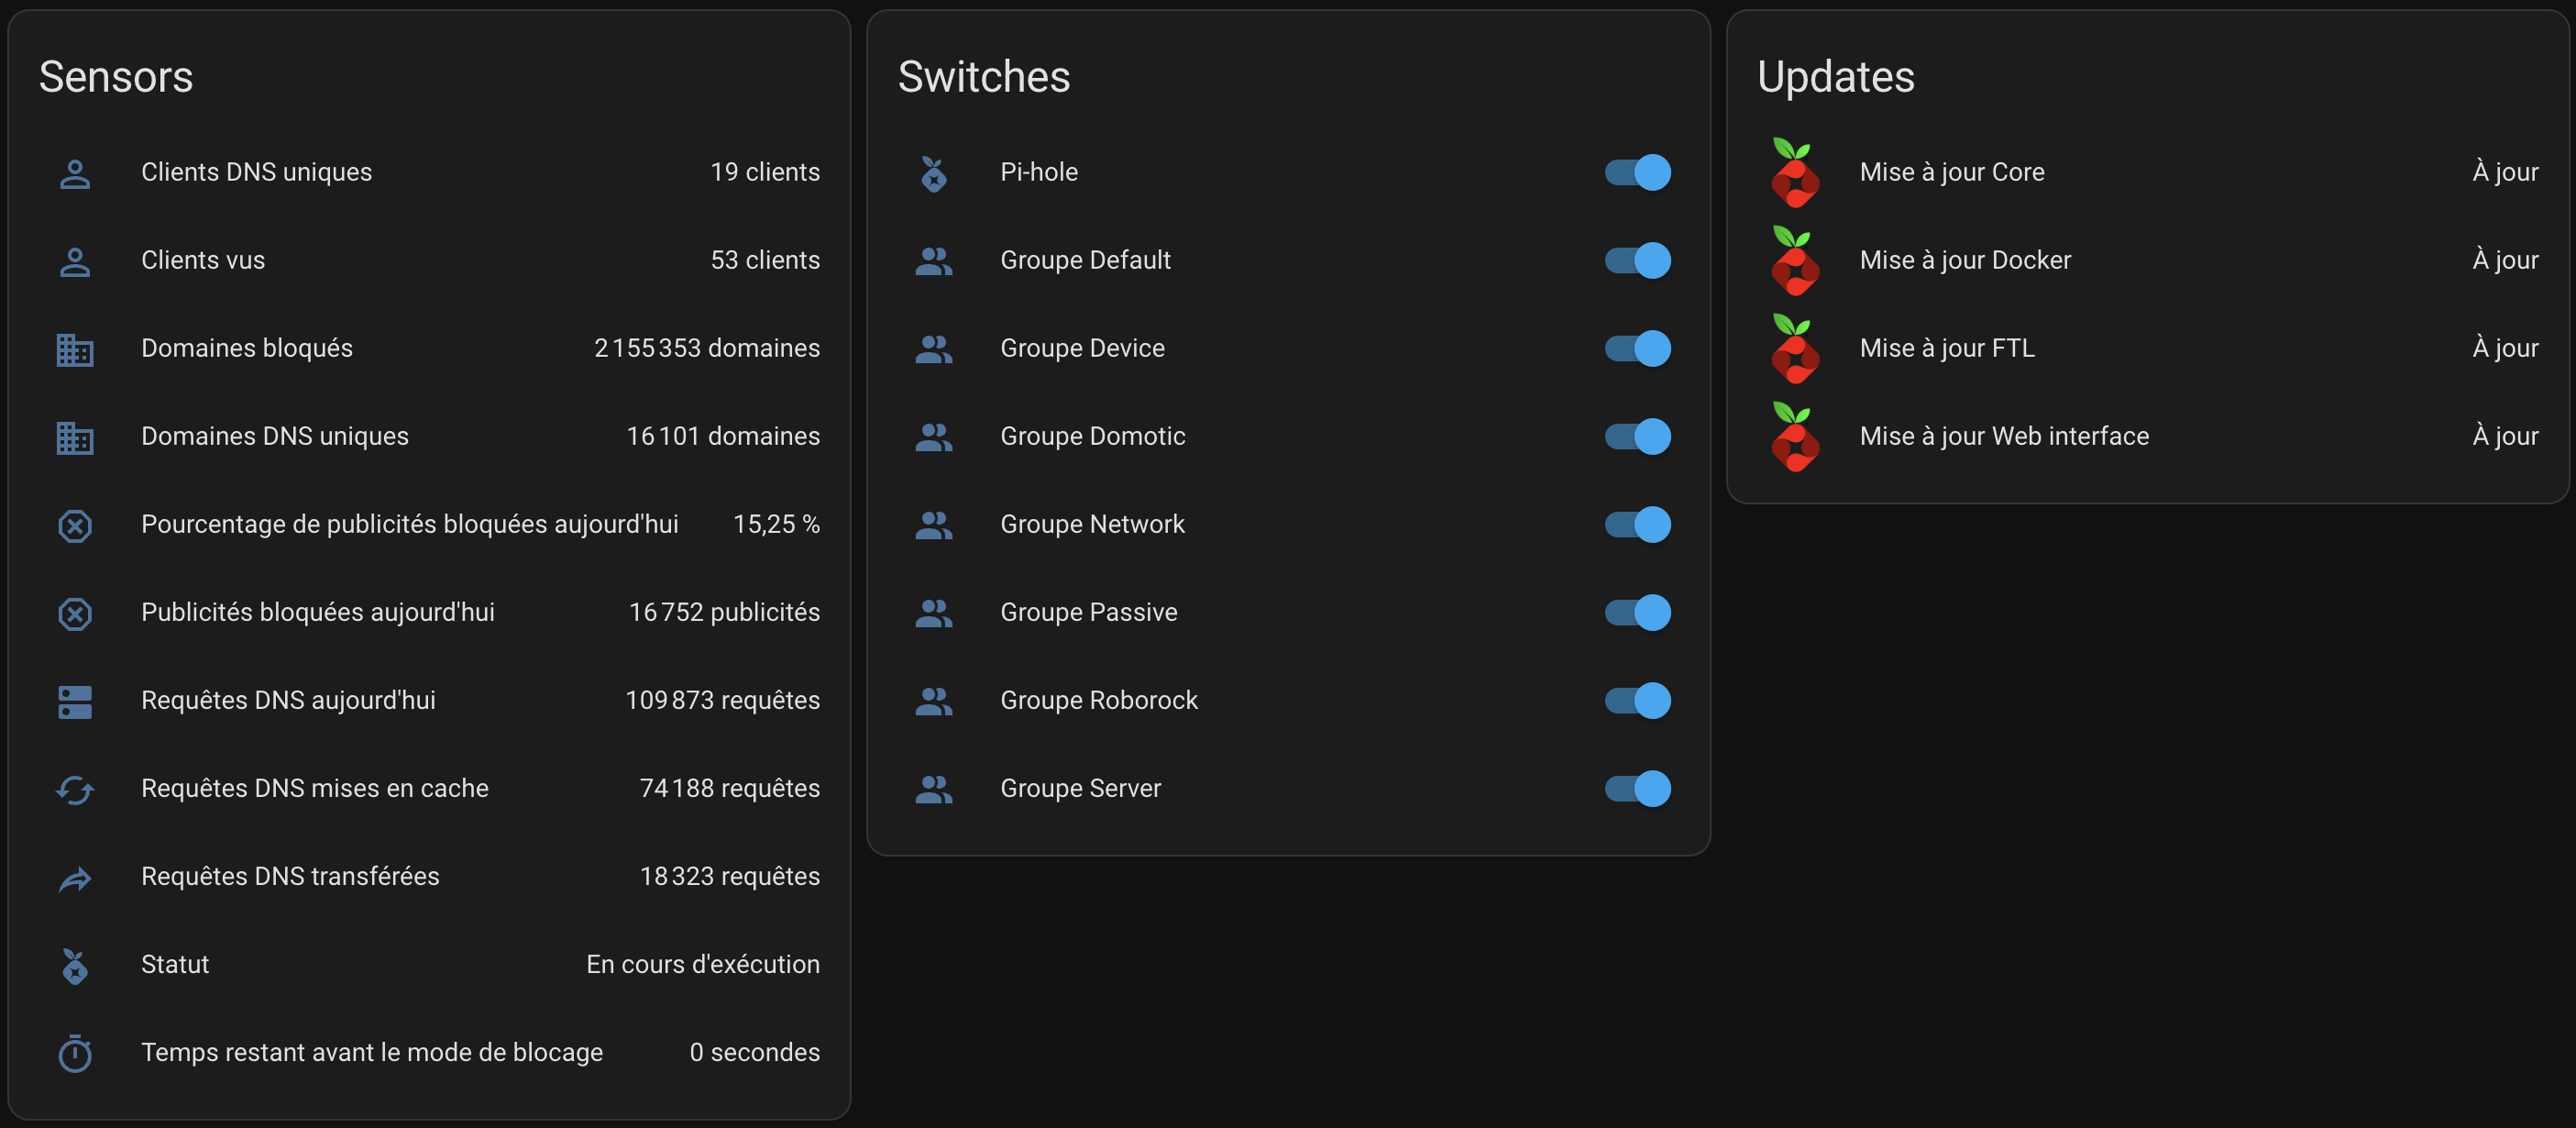 Sensors
Clients DNS uniques 19 clients
Clients vus 53 clients
Domaines bloqués 2 155 353 domaines
Domaines DNS uniques 16 101 domaines
Pourcentage de publicités bloquées aujourd'hui 15,25 %
Publicités bloquées aujourd'hui 16 752 publicités
Requêtes DNS aujourd'hui 109 873 requêtes
Requêtes DNS mises en cache 74 188 requêtes
Requêtes DNS transférées 18 323 requêtes
Statut En cours d'exécution
Temps restant avant le mode de blocage 0 secondes
Switches
Pi-hole
Groupe Default
Groupe Device
Groupe Domotic
Groupe Network
Groupe Passive
Groupe Roborock
Groupe Server
Updates
Mise à jour Core À jour
Mise à jour Docker À jour
Mise à jour FTL À jour
Mise à jour Web interface À jour